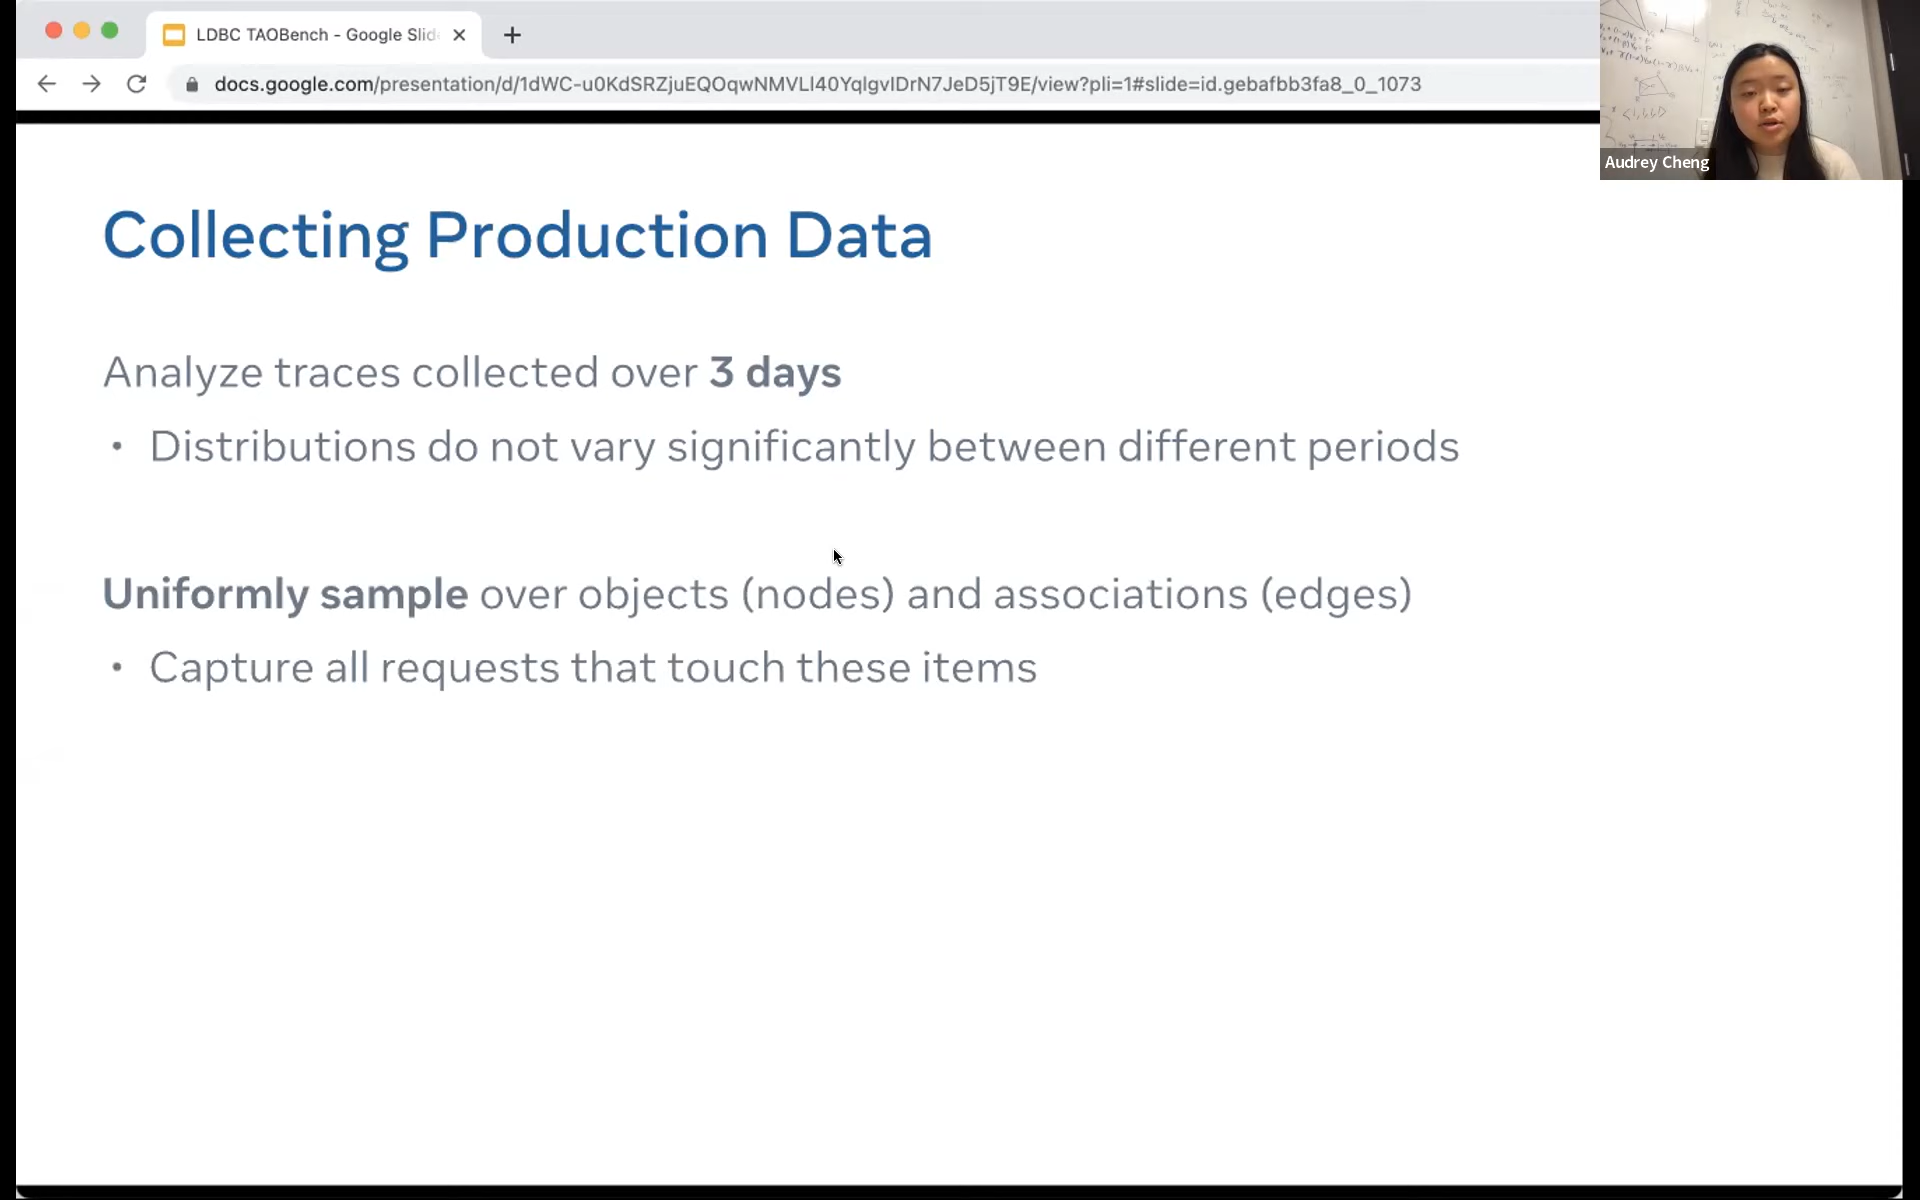 LDBC TAOBench - Google Slid
docs.google.com/presentation/d/1dWC-u0KdSRZjuEQOqwNMVLl40YqlgvIDrN7JeD5jT9E/view?pli=1#slide=id.gebafbb3fa8_0_1073
Audrey Cheng
Collecting Production Data
Analyze traces collected over 3 days
• Distributions do not vary significantly between different periods
Uniformly sample over objects (nodes) and associations (edges)
• Capture all requests that touch these items